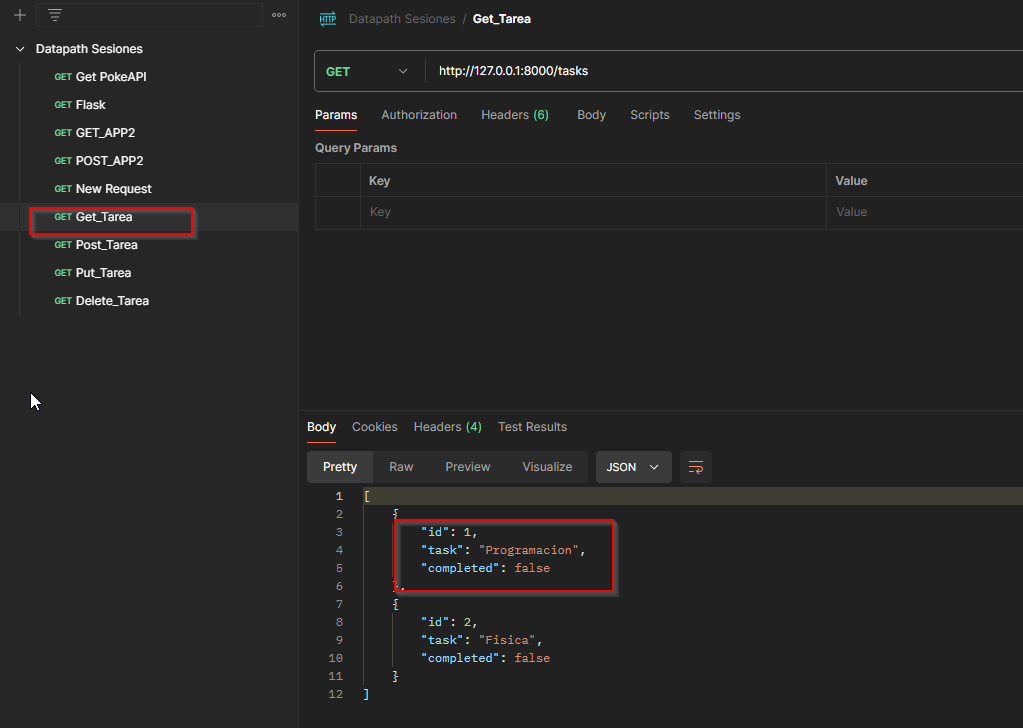 Datapath Sesiones
GET Get PokeAPI
GET Flask
GET GET_APP2
GET POST_APP2
GET New Request
GET Get_Tarea
GET Post_Tarea
GET Put_Tarea
GET Delete_Tarea
HTTP Datapath Sesiones / Get_Tarea
GET http://127.0.0.1:8000/tasks
Params Authorization Headers (6) Body Scripts Settings
Query Params
Key Value
Key Value
Body Cookies Headers (4) Test Results
Pretty Raw Preview Visualize JSON
1 [
2 {
3 "id": 1,
4 "task": "Programacion",
5 "completed": false
6 },
7 {
8 "id": 2,
9 "task": "Fisica",
10 "completed": false
11 }
12 ]